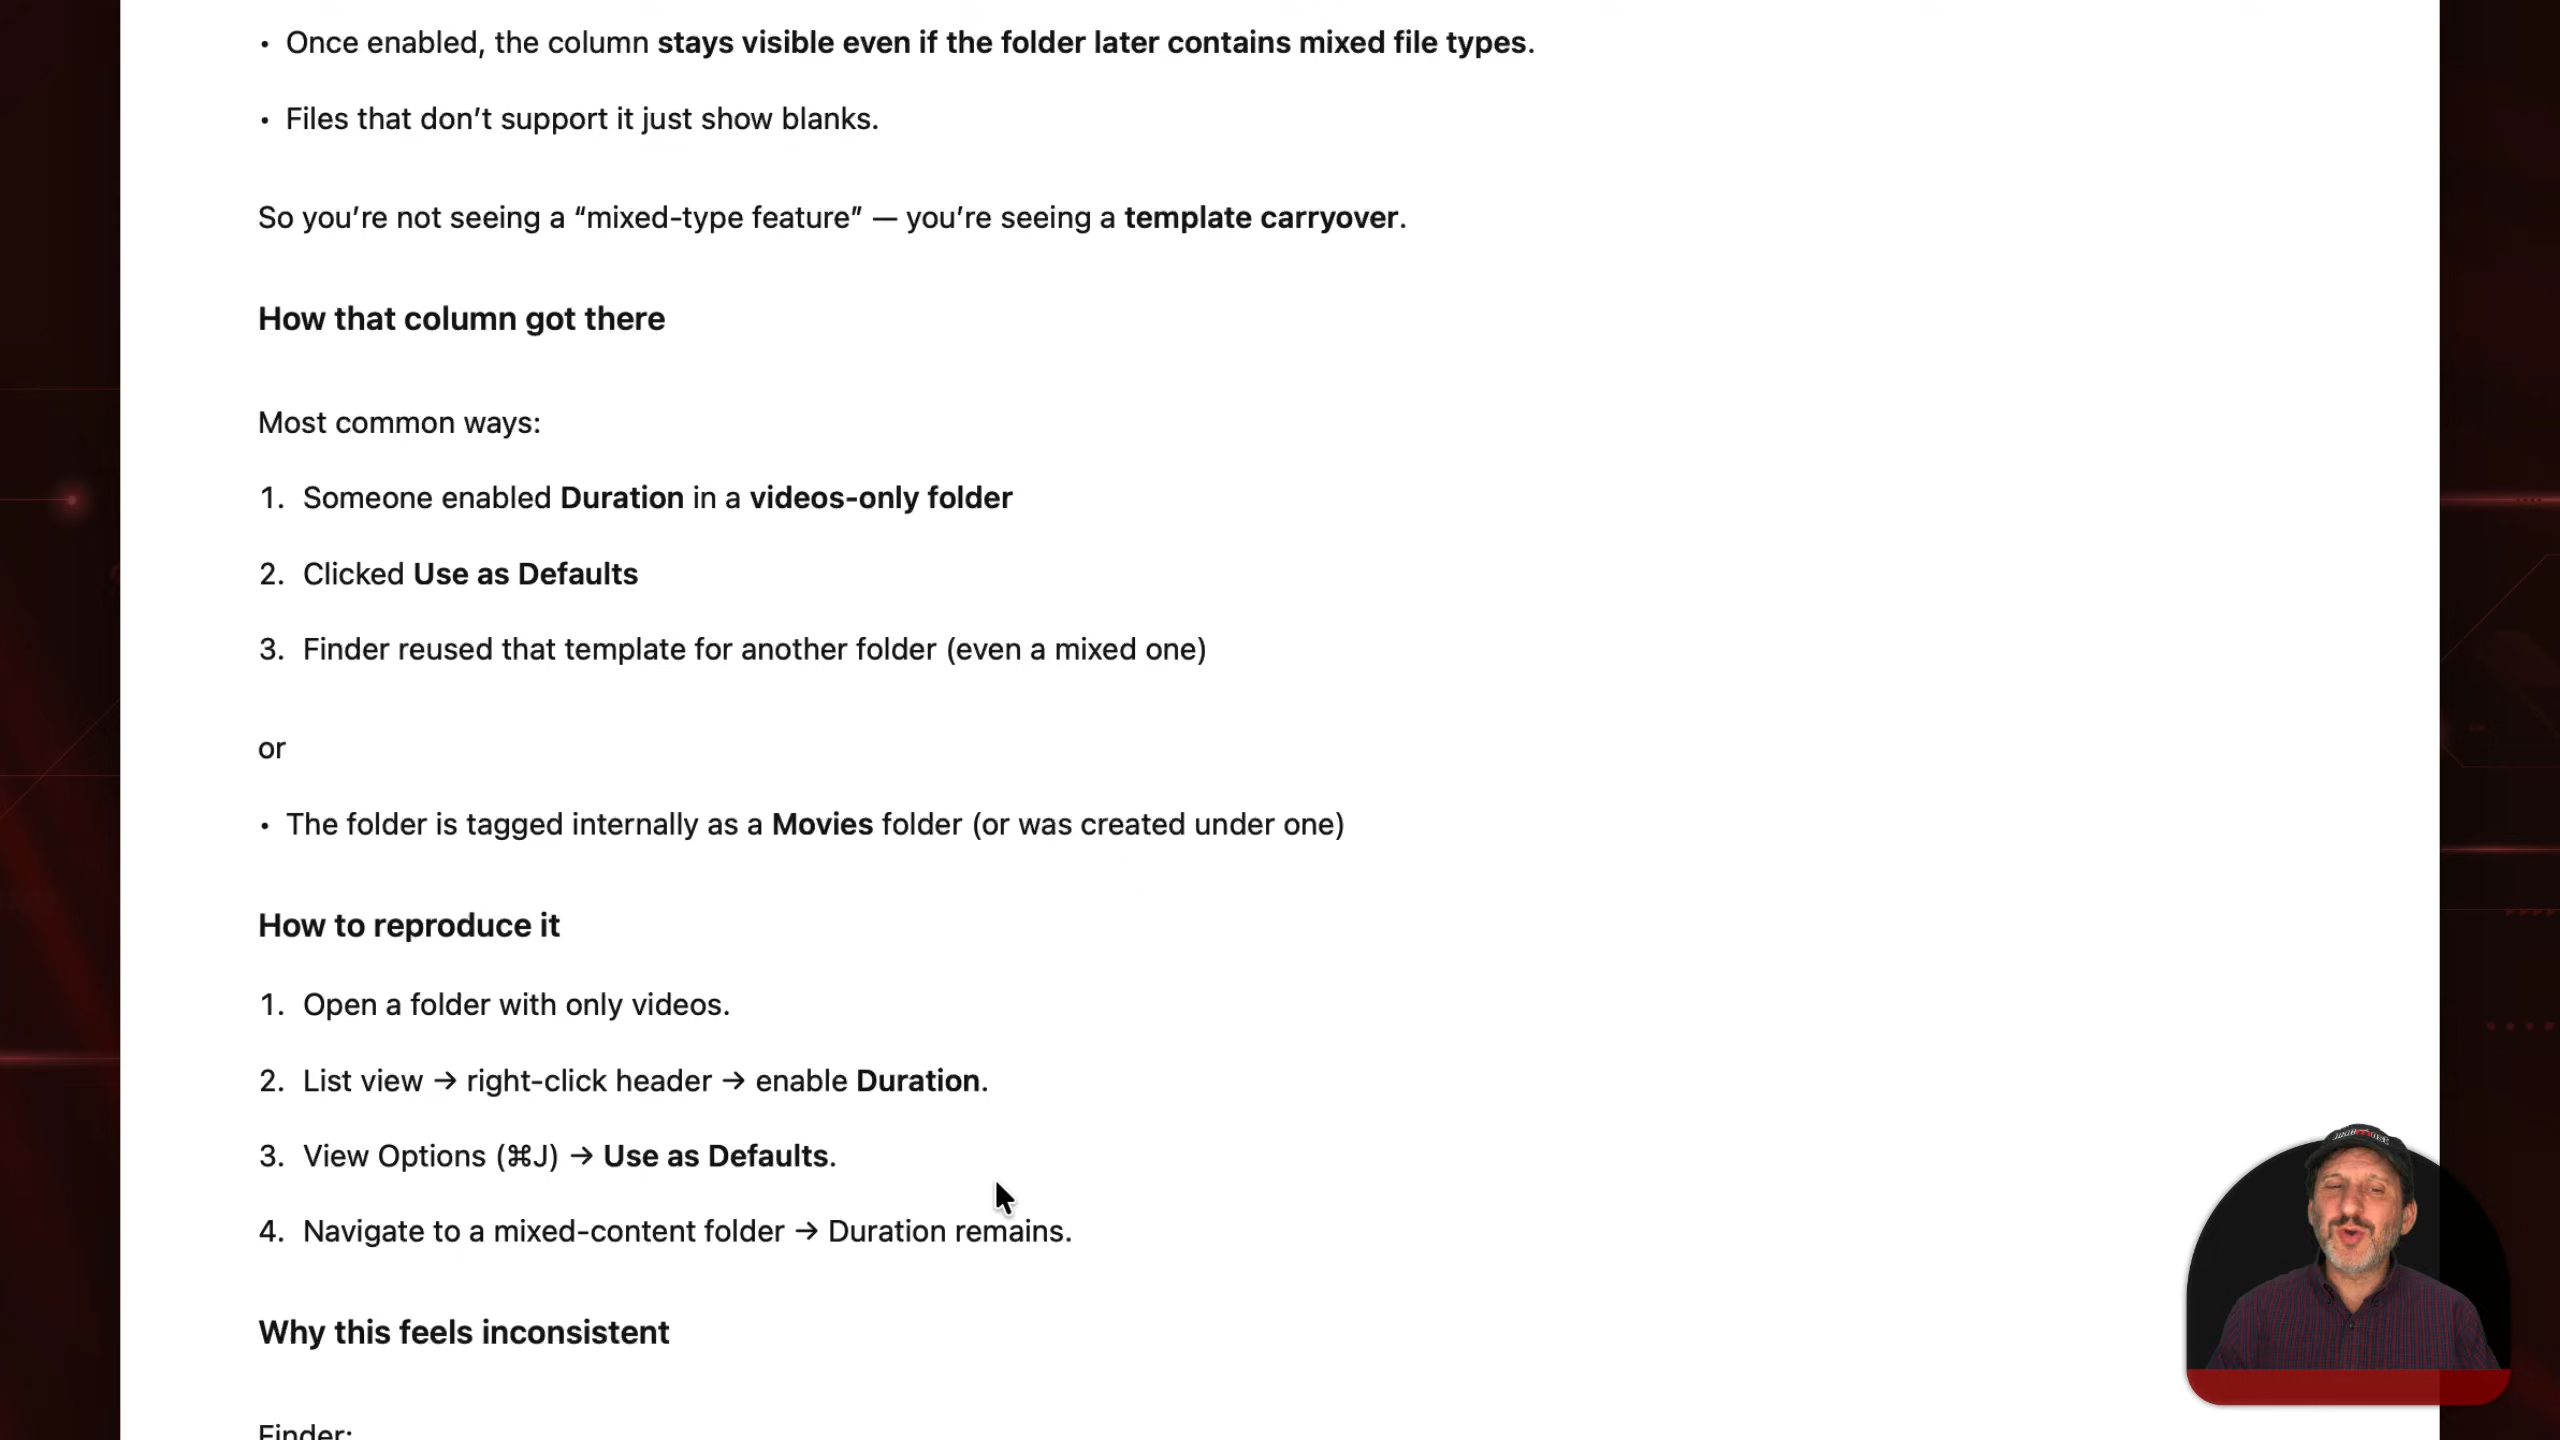 • Once enabled, the column stays visible even if the folder later contains mixed file types.
• Files that don’t support it just show blanks.
So you’re not seeing a “mixed-type feature” — you’re seeing a template carryover.
How that column got there
Most common ways:
1. Someone enabled Duration in a videos-only folder
2. Clicked Use as Defaults
3. Finder reused that template for another folder (even a mixed one)
or
• The folder is tagged internally as a Movies folder (or was created under one)
How to reproduce it
1. Open a folder with only videos.
2. List view → right-click header → enable Duration.
3. View Options (⌘J) → Use as Defaults.
4. Navigate to a mixed-content folder → Duration remains.
Why this feels inconsistent
Finder: